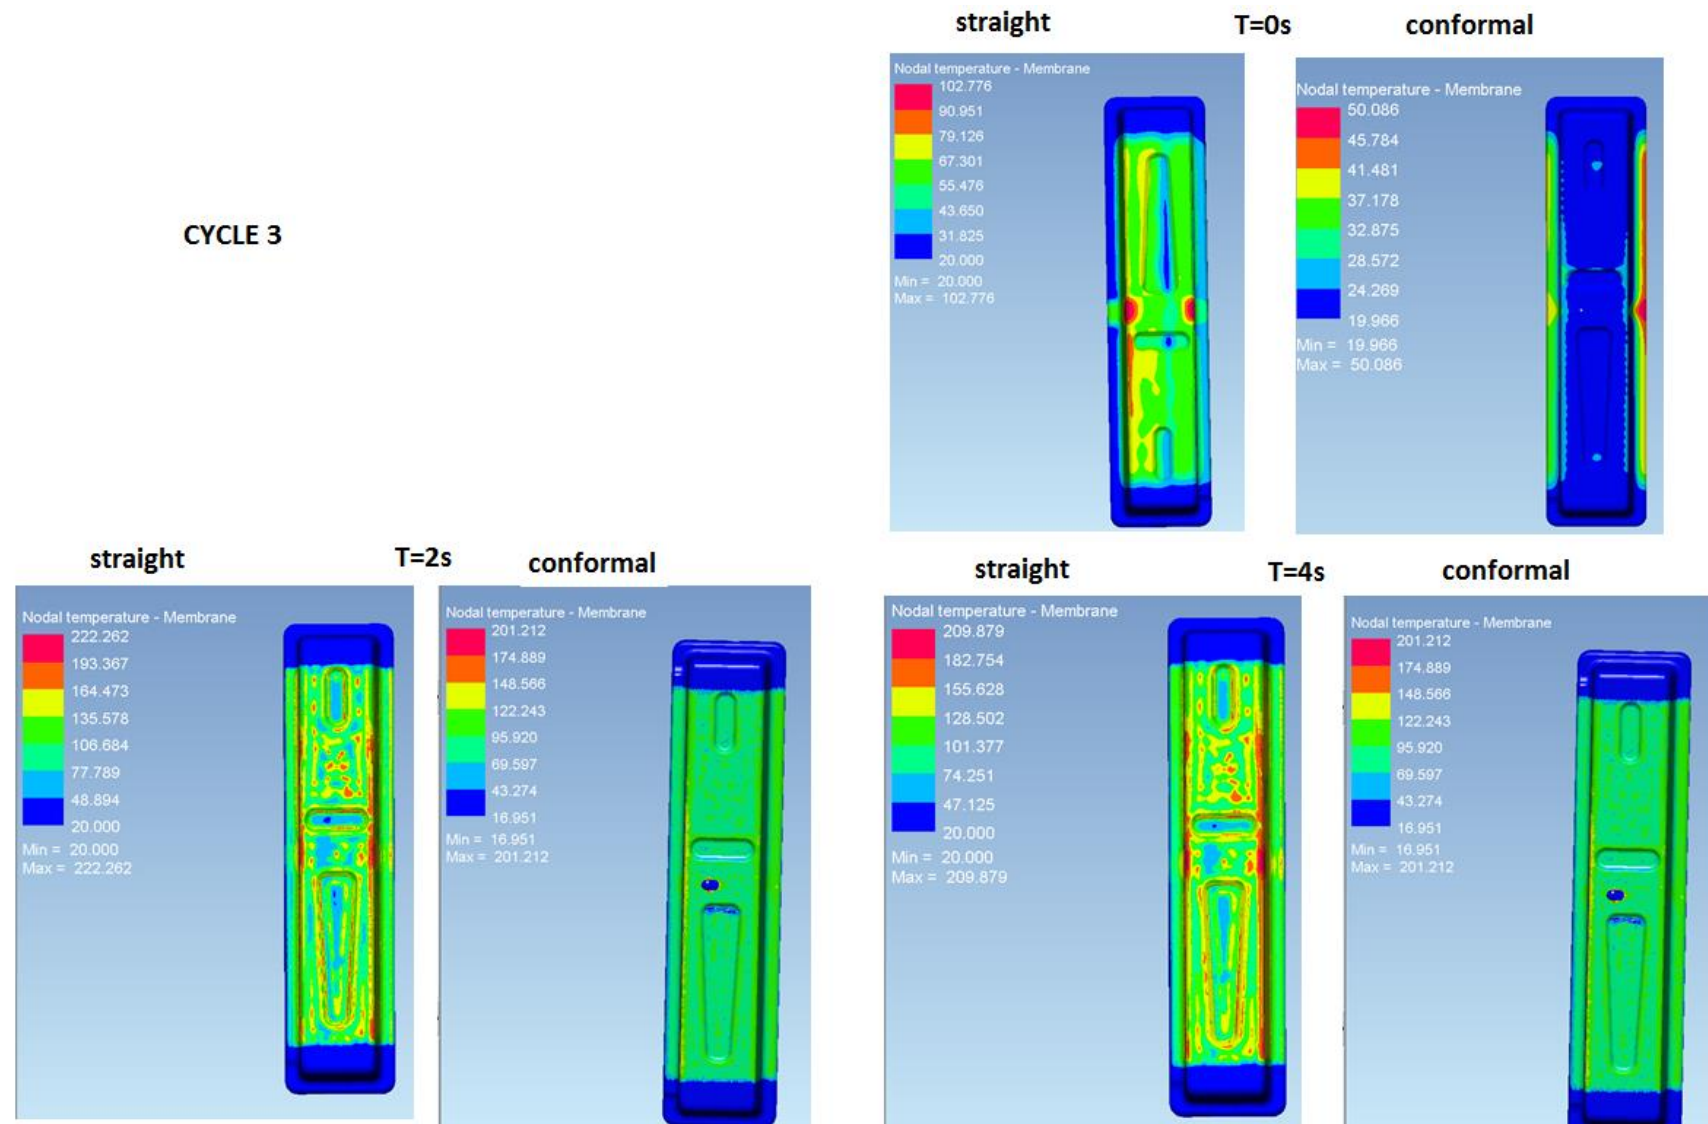 straight T=0s conformal
Nodal temperature - Membrane
102.776
90.951
79.126
67.301
55.476
43.650
31.825
20.000
Min = 20.000
Max = 102.776
Nodal temperature - Membrane
50.086
45.784
41.481
37.178
32.875
28.572
24.269
19.966
Min = 19.966
Max = 50.086
CYCLE 3
straight T=2s conformal
Nodal temperature - Membrane
222.262
193.367
164.473
135.578
106.684
77.789
48.894
20.000
Min = 20.000
Max = 222.262
Nodal temperature - Membrane
201.212
174.889
148.566
122.243
95.920
69.597
43.274
16.951
Min = 16.951
Max = 201.212
straight T=4s conformal
Nodal temperature - Membrane
209.879
182.754
155.628
128.502
101.377
74.251
47.125
20.000
Min = 20.000
Max = 209.879
Nodal temperature - Membrane
201.212
174.889
148.566
122.243
95.920
69.597
43.274
16.951
Min = 16.951
Max = 201.212